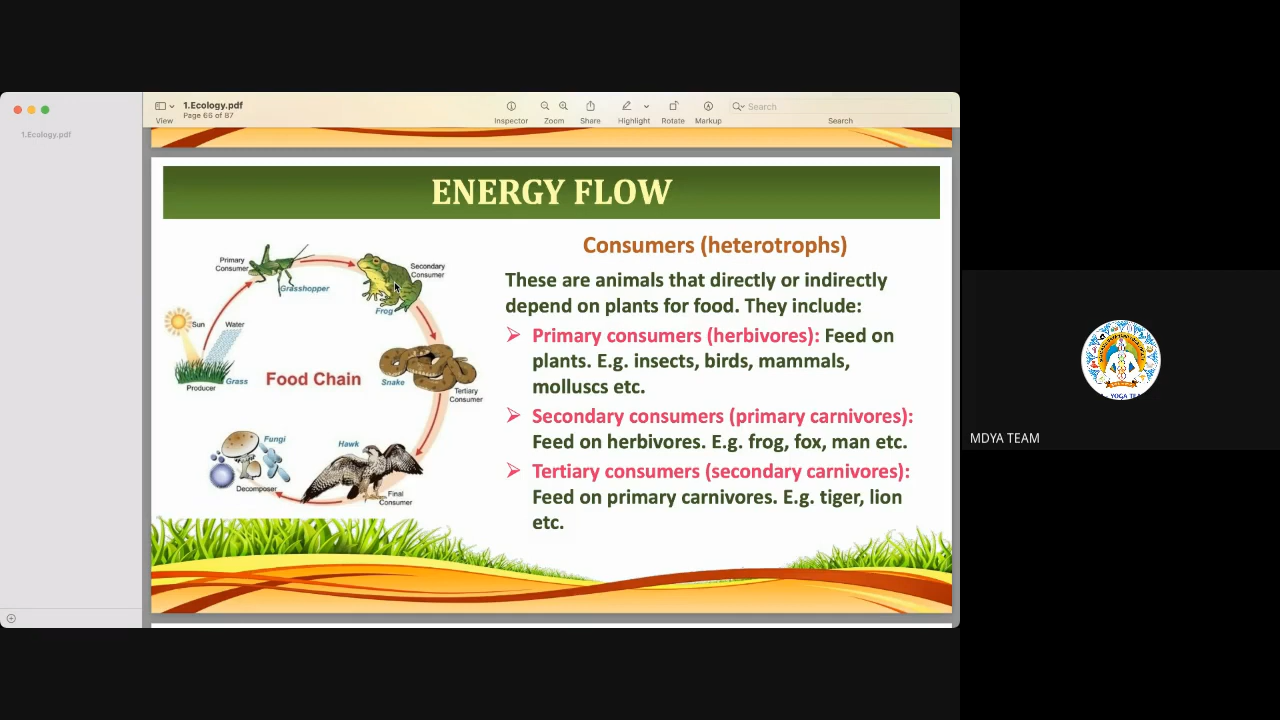 1.Ecology.pdf
Page 66 of 87
View
Inspector
Zoom
Share
Highlight
Rotate
Markup
Search
Search
1.Ecology.pdf
ENERGY FLOW
Consumers (heterotrophs)
These are animals that directly or indirectly
depend on plants for food. They include:
Primary consumers (herbivores): Feed on
plants. E.g. insects, birds, mammals,
molluscs etc.
Secondary consumers (primary carnivores):
Feed on herbivores. E.g. frog, fox, man etc.
Tertiary consumers (secondary carnivores):
Feed on primary carnivores. E.g. tiger, lion
etc.
Primary
Consumer
Grasshopper
Secondary
Consumer
Frog
Sun
Water
Grass
Producer
Food Chain
Snake
Tertiary
Consumer
Fungi
Hawk
Decomposer
Final
Consumer
YOGA TE
MDYA TEAM